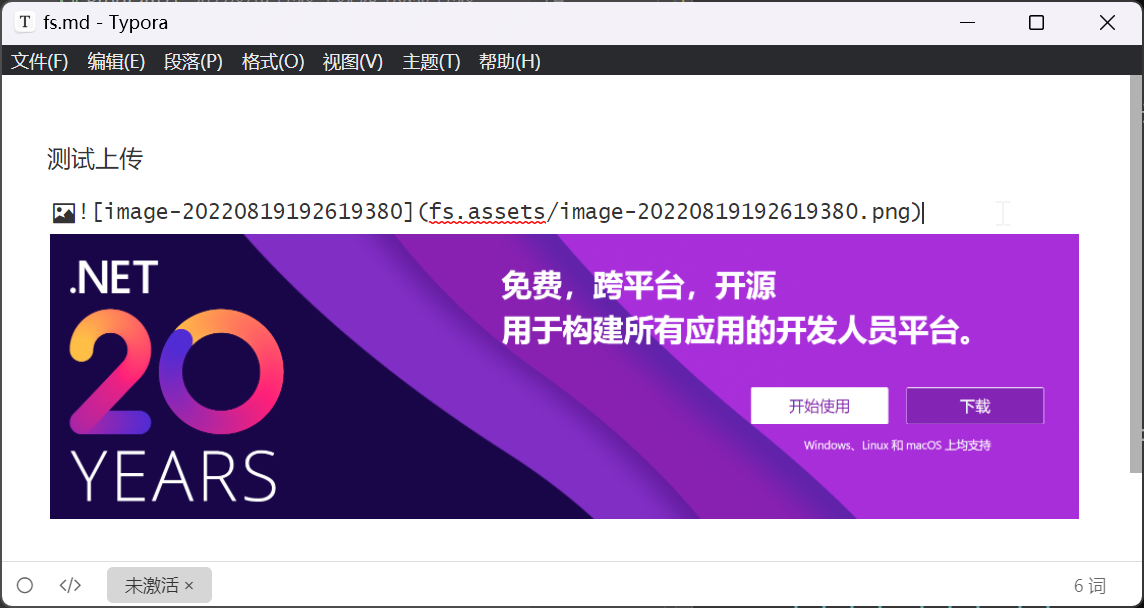 T fs.md - Typora
文件(F) 编辑(E) 段落(P) 格式(O) 视图(V) 主题(T) 帮助(H)
测试上传
![image-20220819192619380](fs.assets/image-20220819192619380.png)
.NET
20
YEARS
免费，跨平台，开源
用于构建所有应用的开发人员平台。
开始使用 下载
Windows、Linux 和 macOS 上均支持
</> 未激活 × 6 词